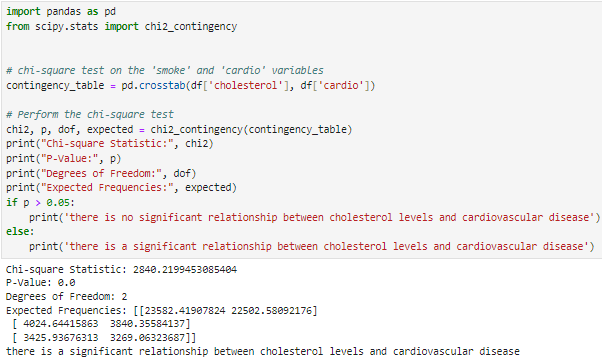 import pandas as pd
from scipy.stats import chi2_contingency
# chi-square test on the 'smoke' and 'cardio' variables
contingency_table = pd.crosstab(df['cholesterol'], df['cardio'])
# Perform the chi-square test
chi2, p, dof, expected = chi2_contingency(contingency_table)
print("Chi-square Statistic:", chi2)
print("P-Value:", p)
print("Degrees of Freedom:", dof)
print("Expected Frequencies:", expected)
if p > 0.05:
    print('there is no significant relationship between cholesterol levels and cardiovascular disease')
else:
    print('there is a significant relationship between cholesterol levels and cardiovascular disease')
Chi-square Statistic: 2840.2199453085404
P-Value: 0.0
Degrees of Freedom: 2
Expected Frequencies: [[23582.41907824 22502.58092176]
 [ 4024.64415863  3840.35584137]
 [ 3425.93676313  3269.06323687]]
there is a significant relationship between cholesterol levels and cardiovascular disease